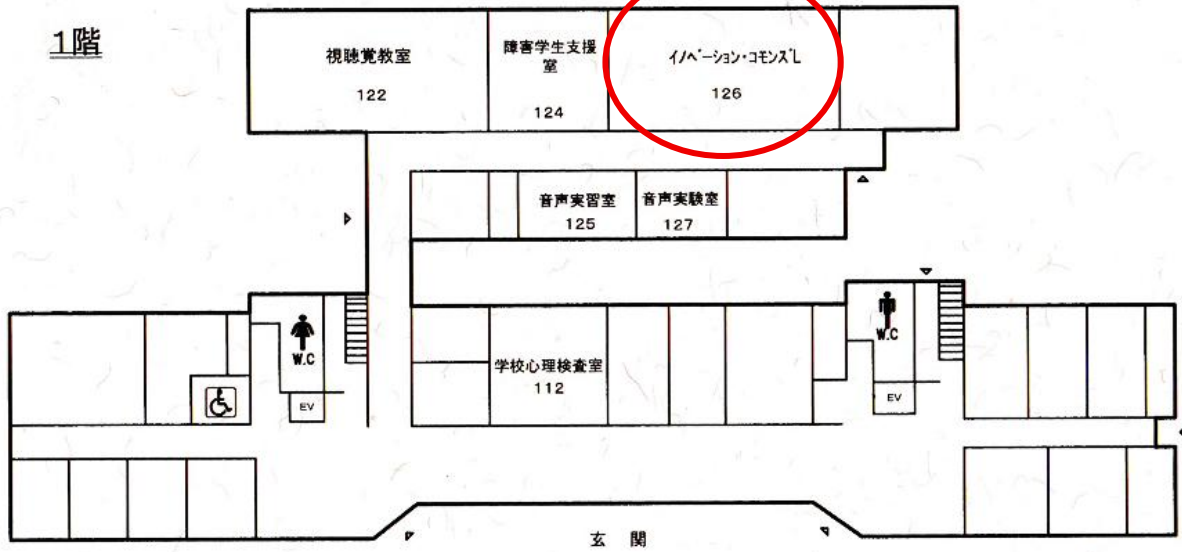 1階
視聴覚教室
122
障害学生支援
室
124
イノベーション・コモンズL
126
音声実習室
125
音声実験室
127
W.C
EV
学校心理検査室
112
W.C
EV
玄関